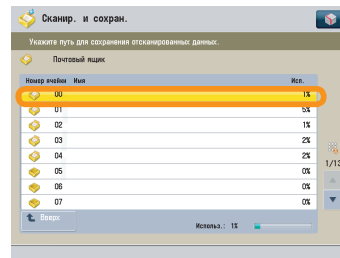 Сканир. и сохран.
Укажите путь для сохранения отсканированных данных.
Почтовый ящик
Номер ячейки Имя Исп.
00 1%
01 5%
02 1%
03 2%
04 2%
05 0%
06 0%
07 0%
1/13
Вверх
Использ.: 1%